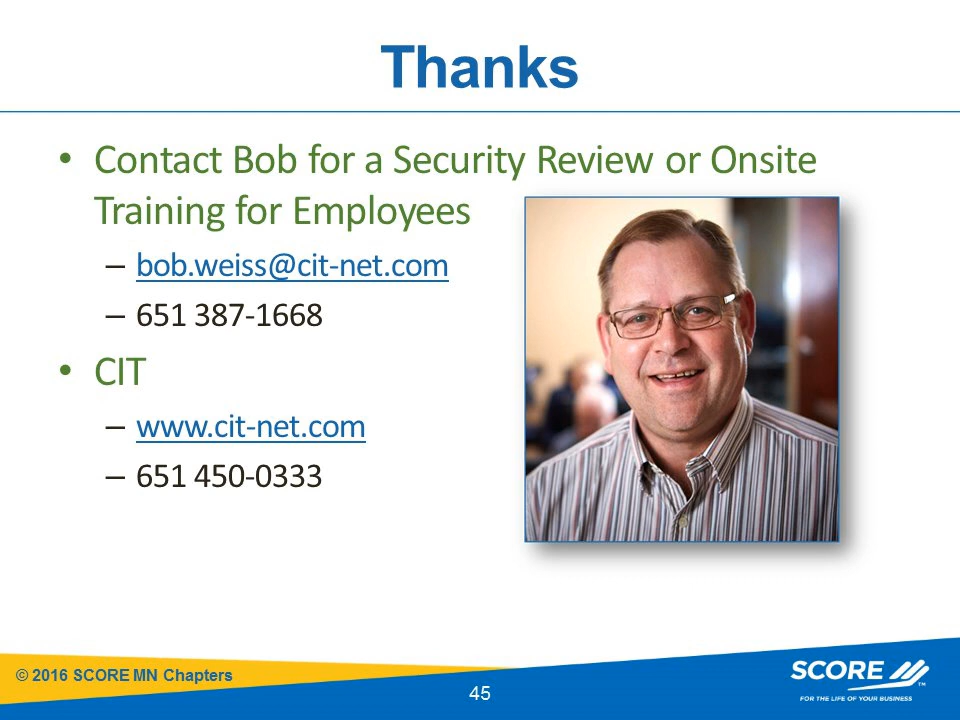 Thanks
• Contact Bob for a Security Review or Onsite
Training for Employees
– bob.weiss@cit-net.com
– 651 387-1668
• CIT
– www.cit-net.com
– 651 450-0333
© 2016 SCORE MN Chapters
45
SCORE
TM
FOR THE LIFE OF YOUR BUSINESS